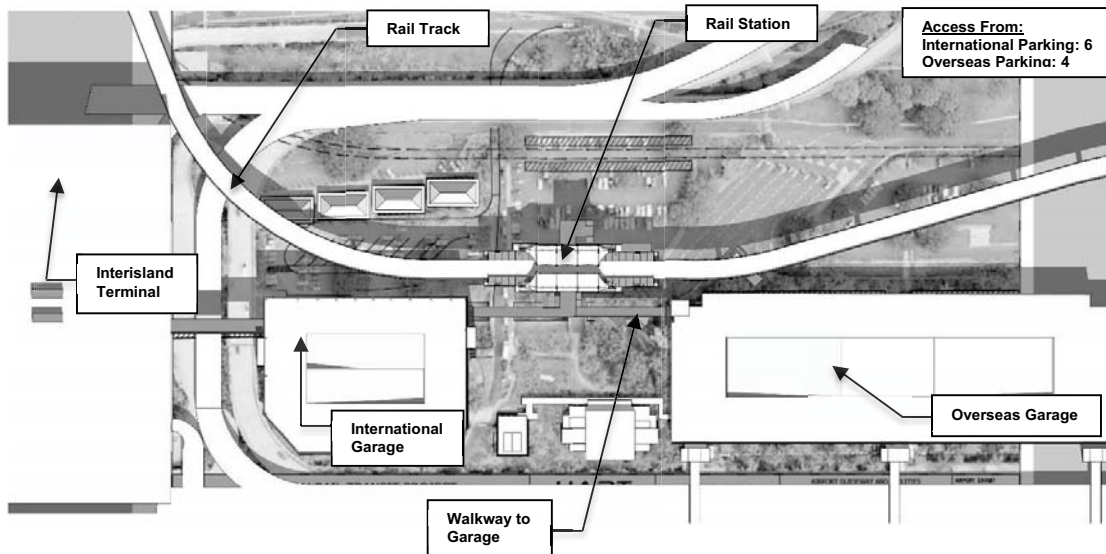 Rail Track
Rail Station
Access From:
International Parking: 6
Overseas Parking: 4
Interisland
Terminal
International
Garage
Overseas Garage
Walkway to
Garage